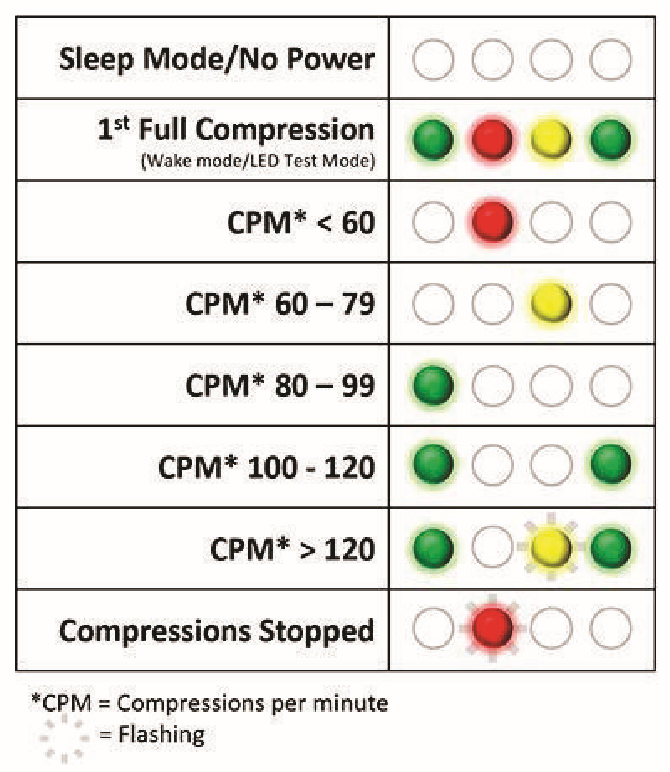 Sleep Mode/No Power
1st Full Compression
(Wake mode/LED Test Mode)
CPM* < 60
CPM* 60 – 79
CPM* 80 – 99
CPM* 100 - 120
CPM* > 120
Compressions Stopped
*CPM = Compressions per minute
= Flashing